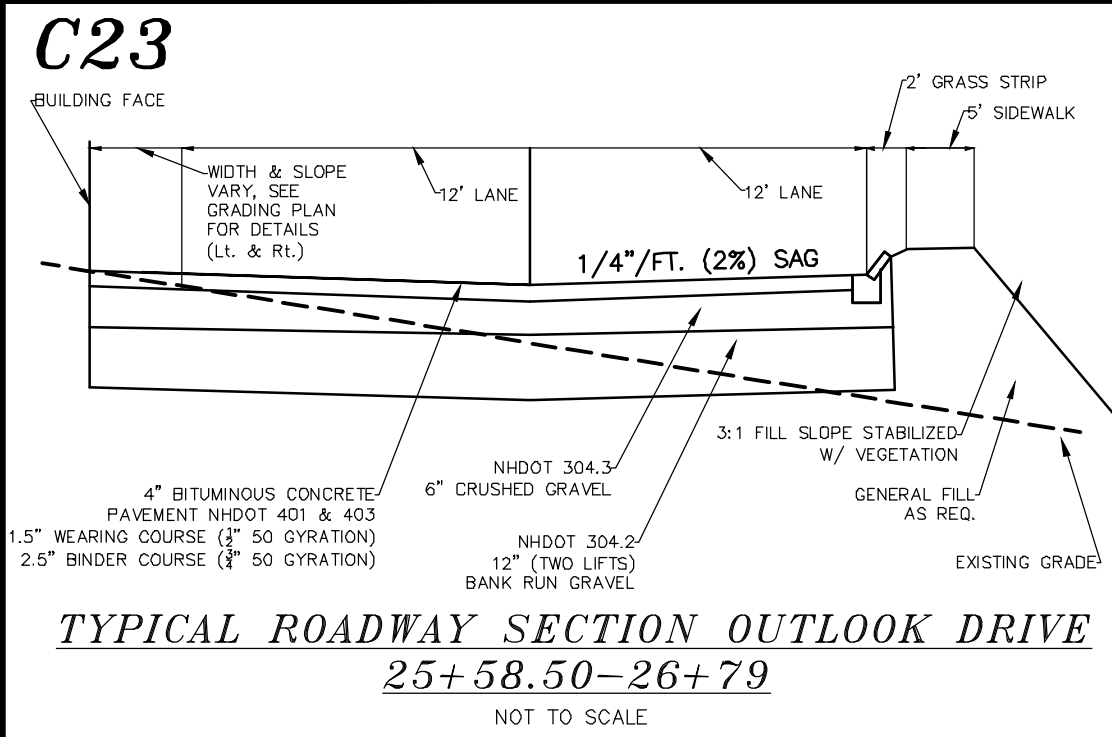 C23
BUILDING FACE
2' GRASS STRIP
5' SIDEWALK
WIDTH & SLOPE
VARY, SEE
GRADING PLAN
FOR DETAILS
(Lt. & Rt.)
12' LANE
12' LANE
1/4"/FT. (2%) SAG
3:1 FILL SLOPE STABILIZED
W/ VEGETATION
NHDOT 304.3
6" CRUSHED GRAVEL
4" BITUMINOUS CONCRETE
PAVEMENT NHDOT 401 & 403
1.5" WEARING COURSE (1/2" 50 GYRATION)
2.5" BINDER COURSE (3/4" 50 GYRATION)
GENERAL FILL
AS REQ.
NHDOT 304.2
12" (TWO LIFTS)
BANK RUN GRAVEL
EXISTING GRADE
TYPICAL ROADWAY SECTION OUTLOOK DRIVE
25+58.50-26+79
NOT TO SCALE